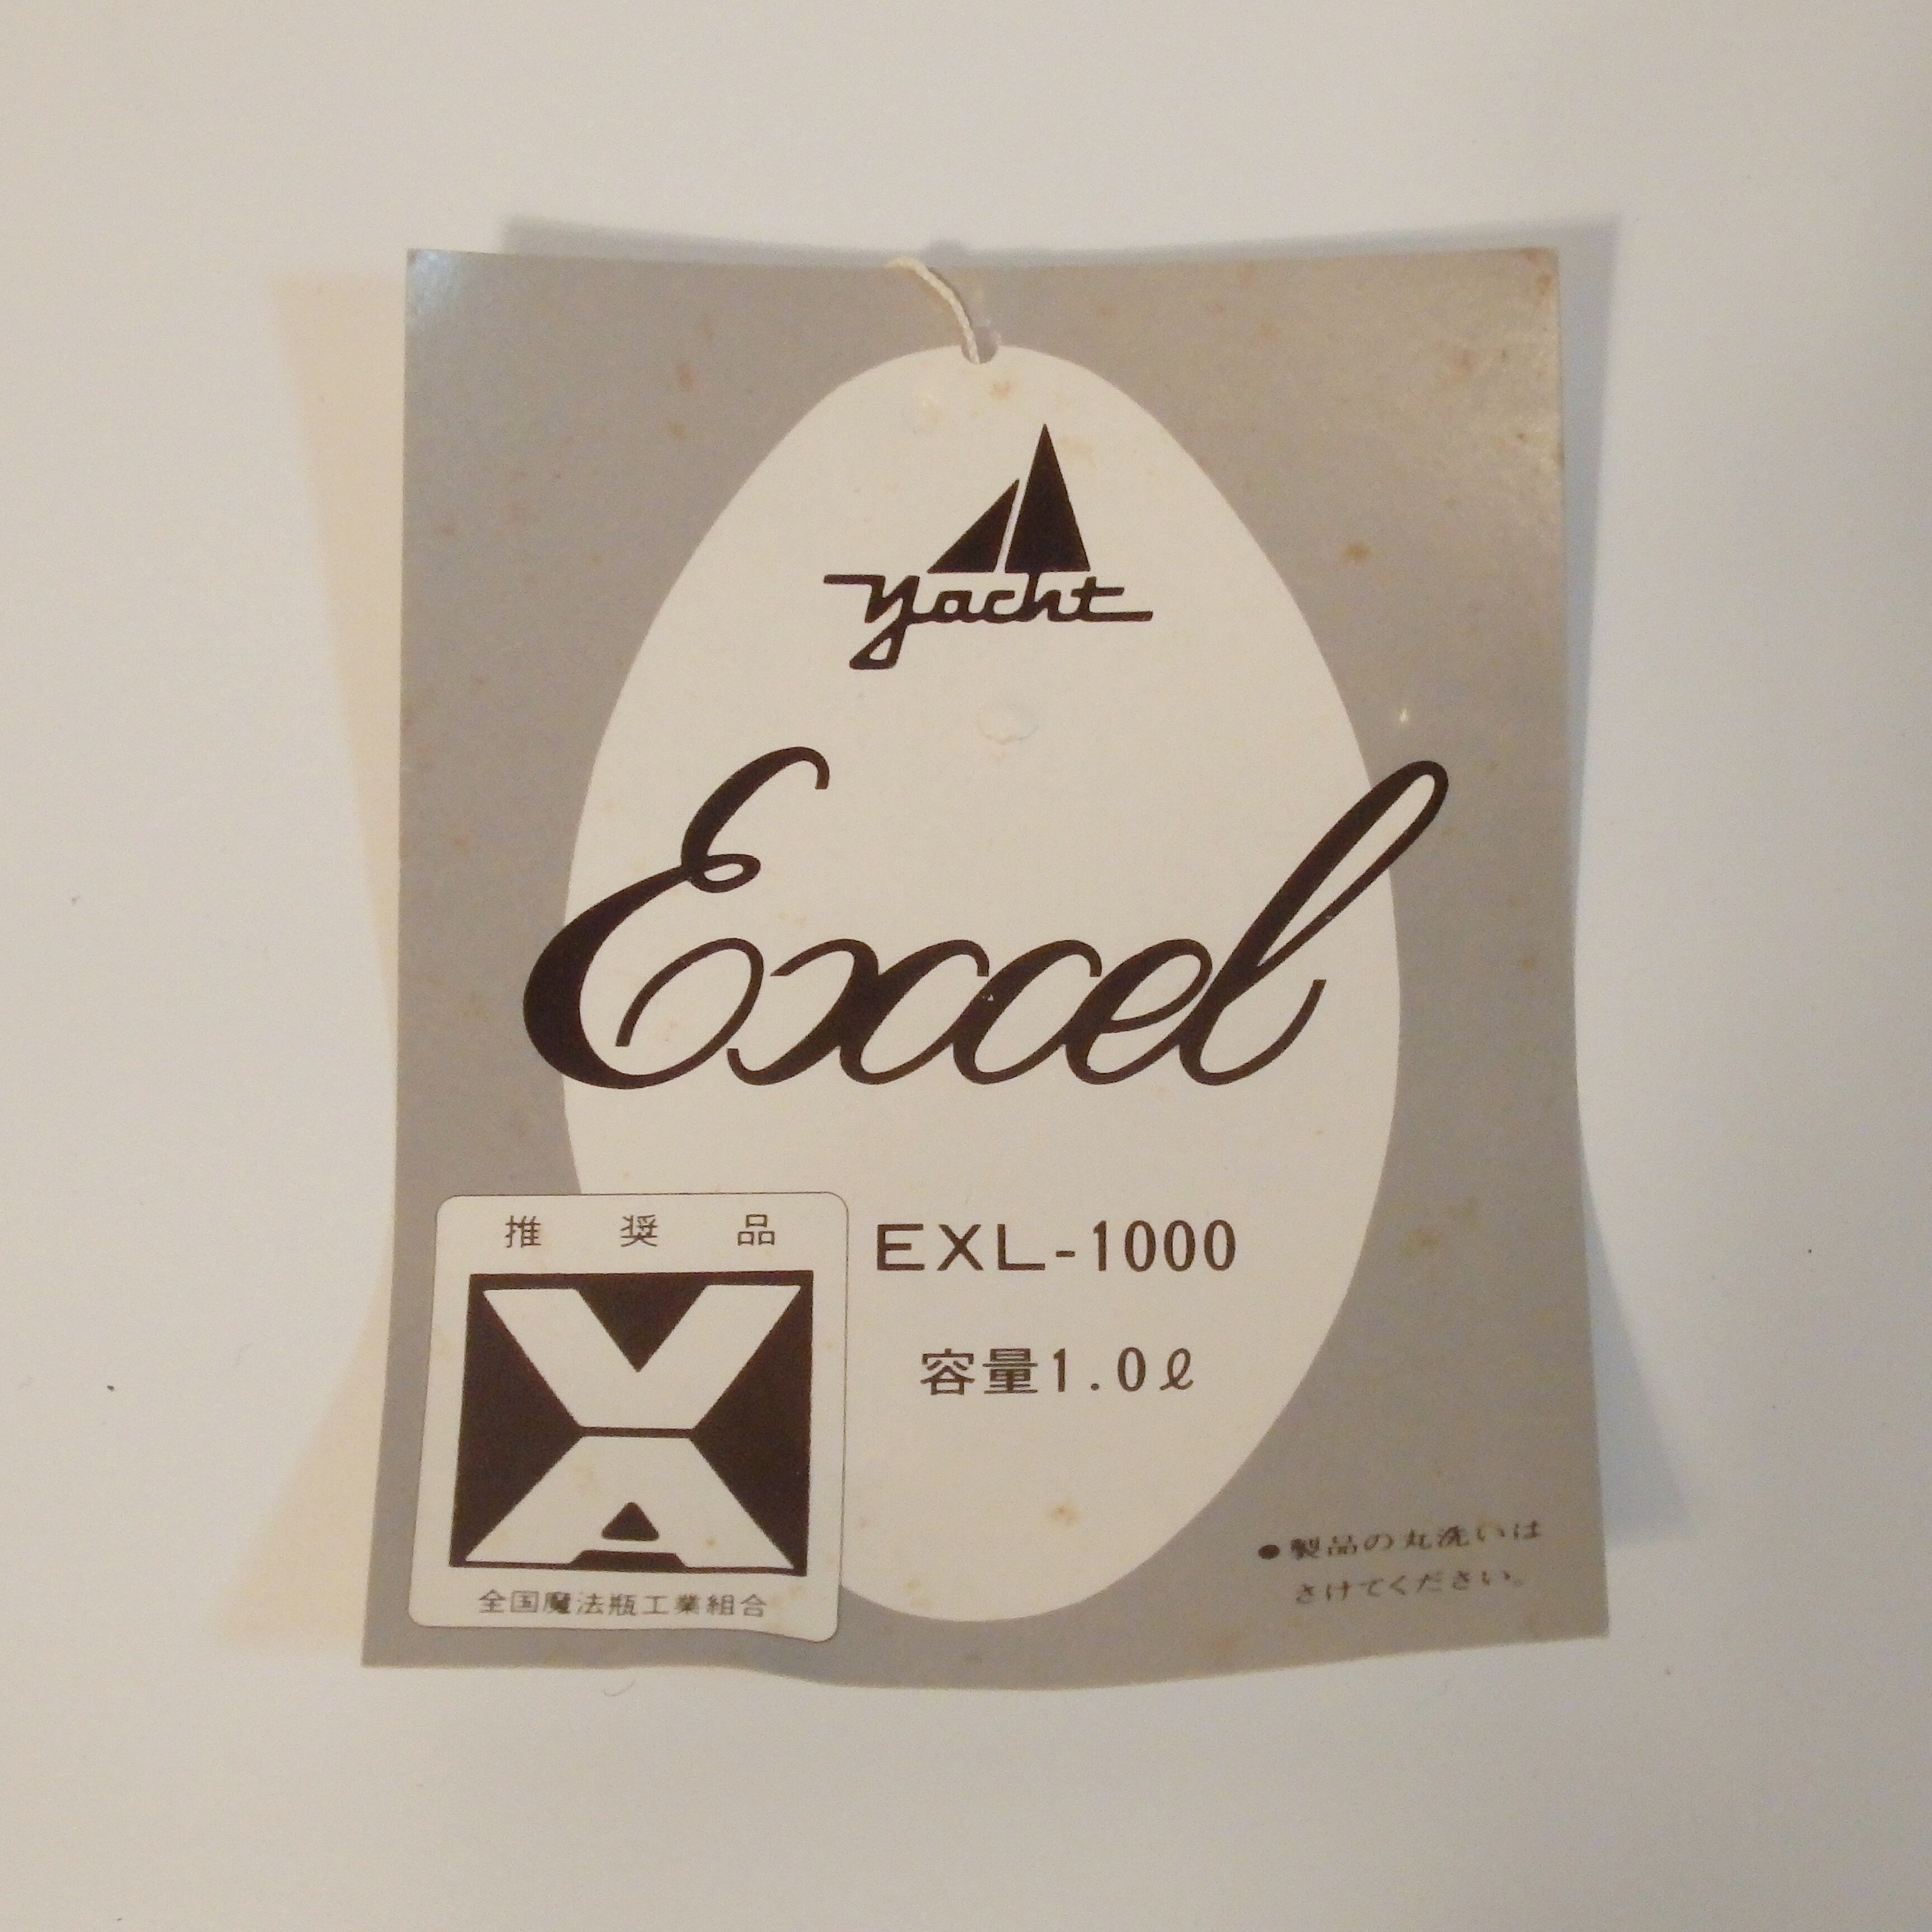 yacht
Excel
推奨品
VA
全国魔法瓶工業組合
EXL-1000
容量1.0ℓ
●製品の丸洗いは
さけてください。